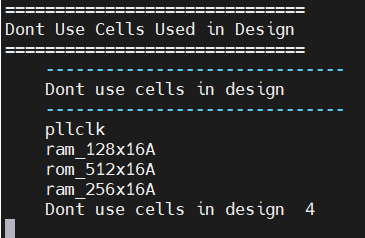 ==============================
Dont Use Cells Used in Design
==============================
------------------------------
Dont use cells in design
------------------------------
pllclk
ram_128x16A
rom_512x16A
ram_256x16A
Dont use cells in design  4